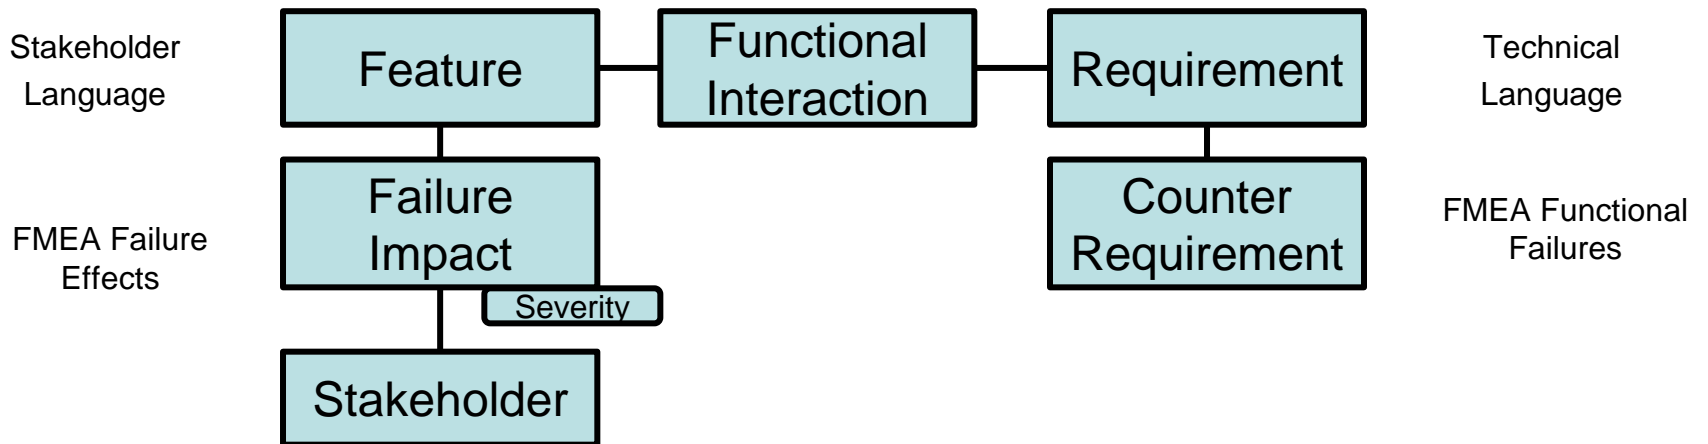 Stakeholder
Language
Feature
Functional
Interaction
Requirement
Technical
Language
FMEA Failure
Effects
Failure
Impact
Severity
Counter
Requirement
FMEA Functional
Failures
Stakeholder